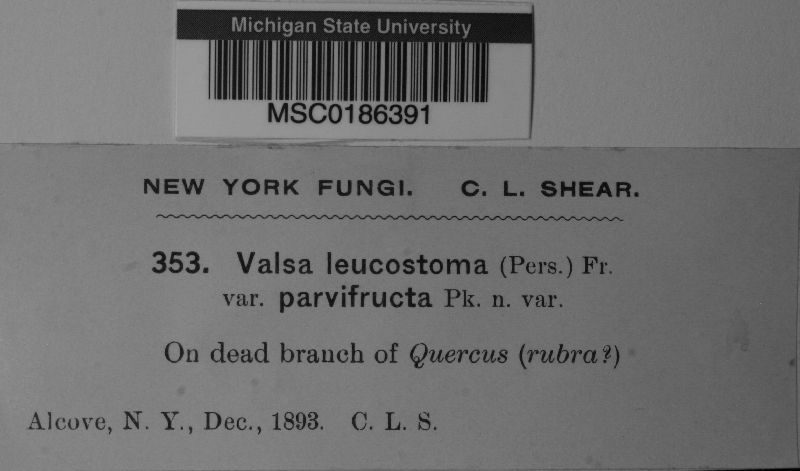 Michigan State University
MSC0186391
NEW YORK FUNGI. C. L. SHEAR.
353. Valsa leucostoma (Pers.) Fr.
var. parvifructa Pk. n. var.
On dead branch of Quercus (rubra?)
Alcove, N. Y., Dec., 1893. C. L. S.